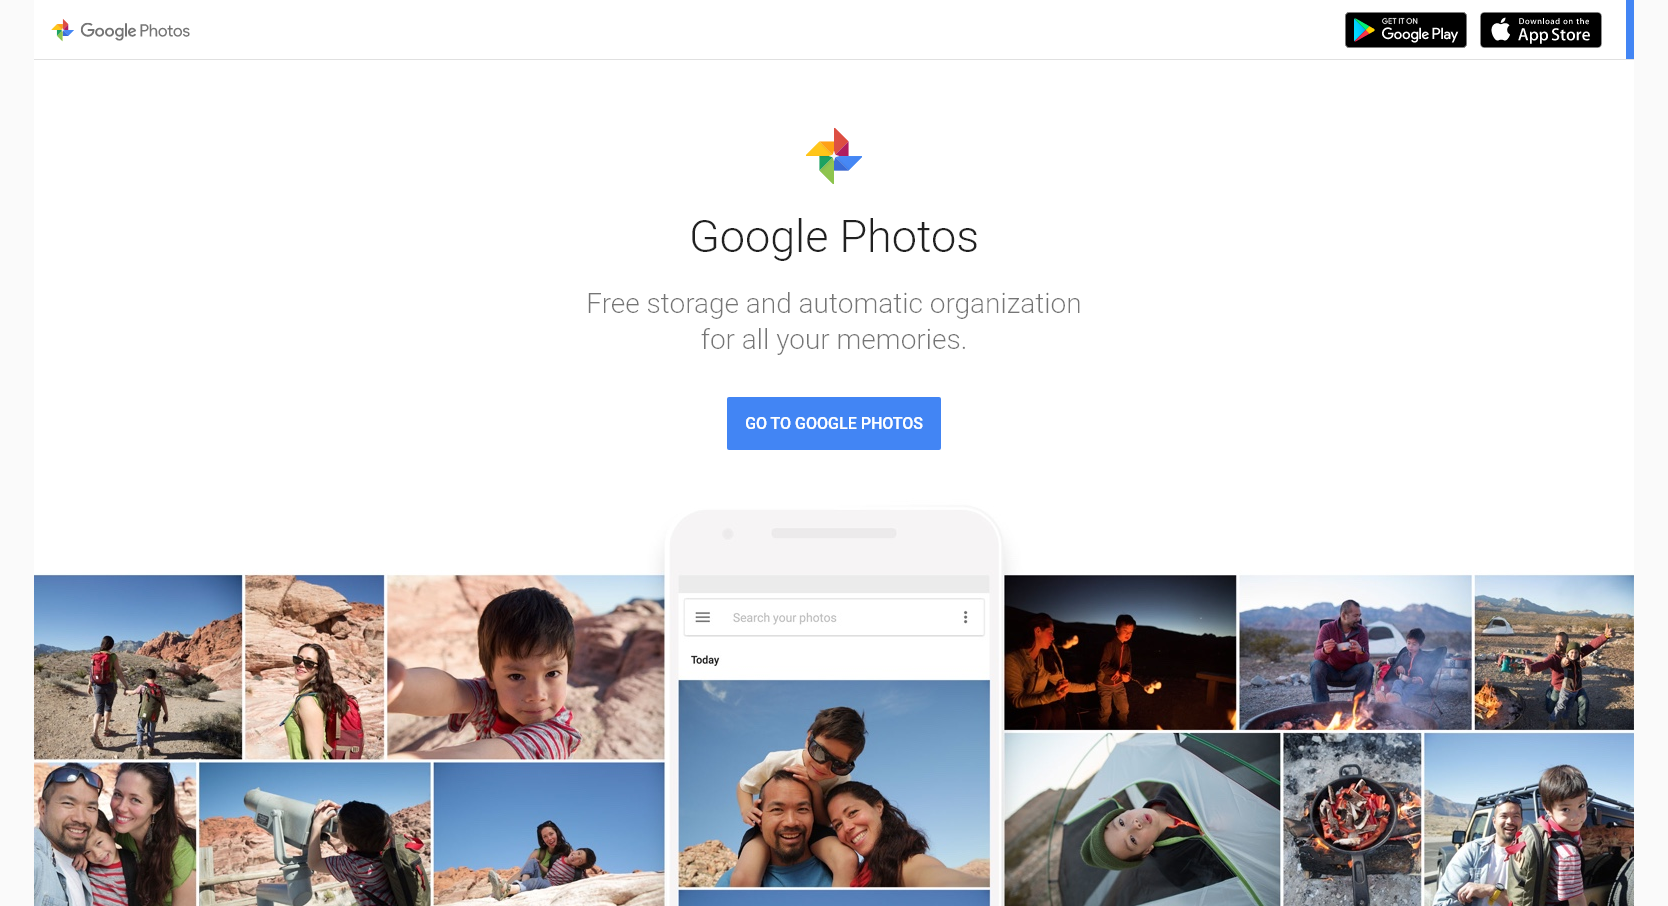 Google Photos
GET IT ON
Google Play
Download on the
App Store
Google Photos
Free storage and automatic organization
for all your memories.
GO TO GOOGLE PHOTOS
Search your photos
Today